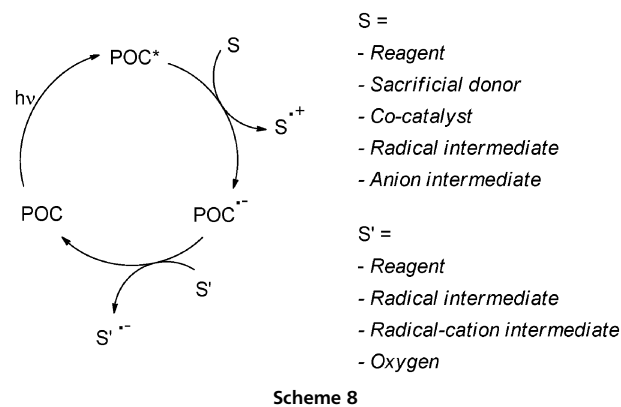 POC*
S
hν
S•+
POC
POC•-
S'
S' •-
S =
- Reagent
- Sacrificial donor
- Co-catalyst
- Radical intermediate
- Anion intermediate
S' =
- Reagent
- Radical intermediate
- Radical-cation intermediate
- Oxygen
Scheme 8